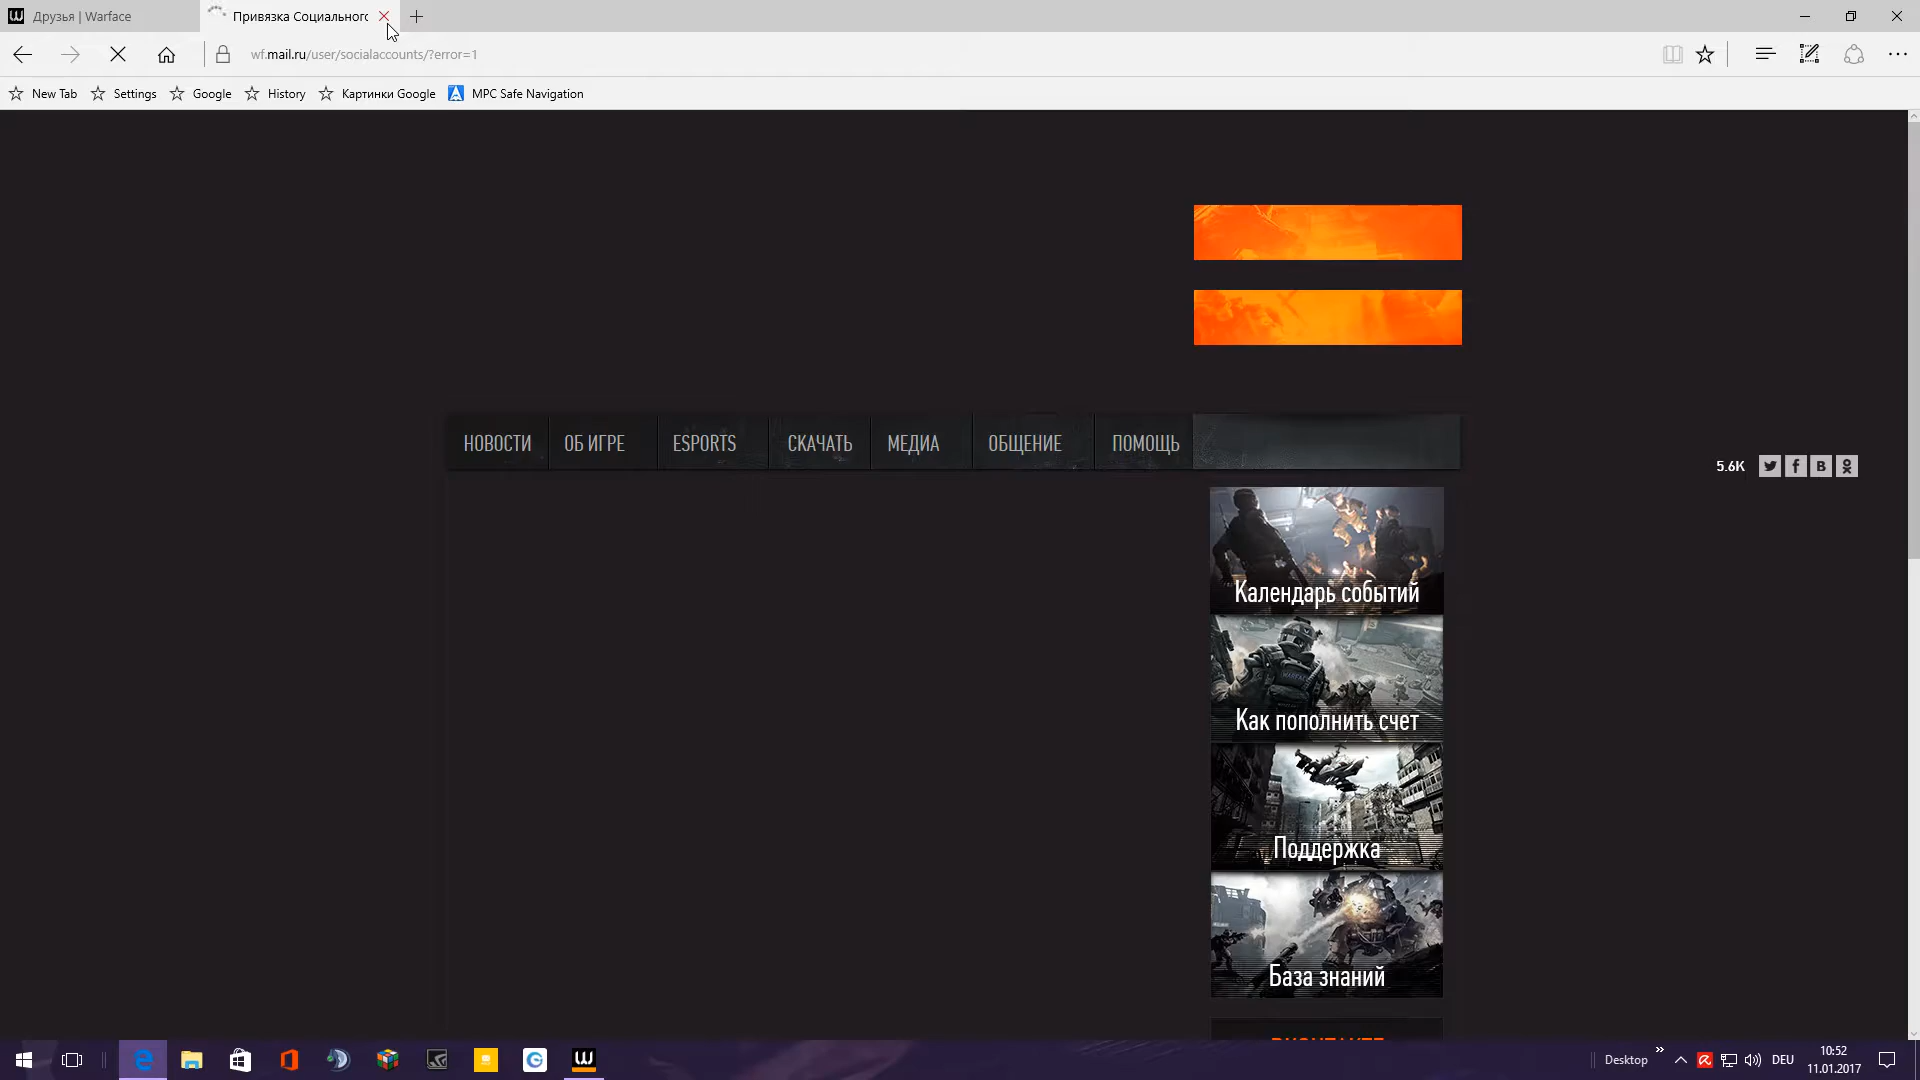 Друзья | Warface
Привязка Социального
wf.mail.ru/user/socialaccounts/?error=1
New Tab Settings Google History Картинки Google MPC Safe Navigation
НОВОСТИ ОБ ИГРЕ ESPORTS СКАЧАТЬ МЕДИА ОБЩЕНИЕ ПОМОЩЬ
5.6K
Календарь событий
Как пополнить счет
Поддержка
База знаний
Desktop
DEU
10:52
11.01.2017